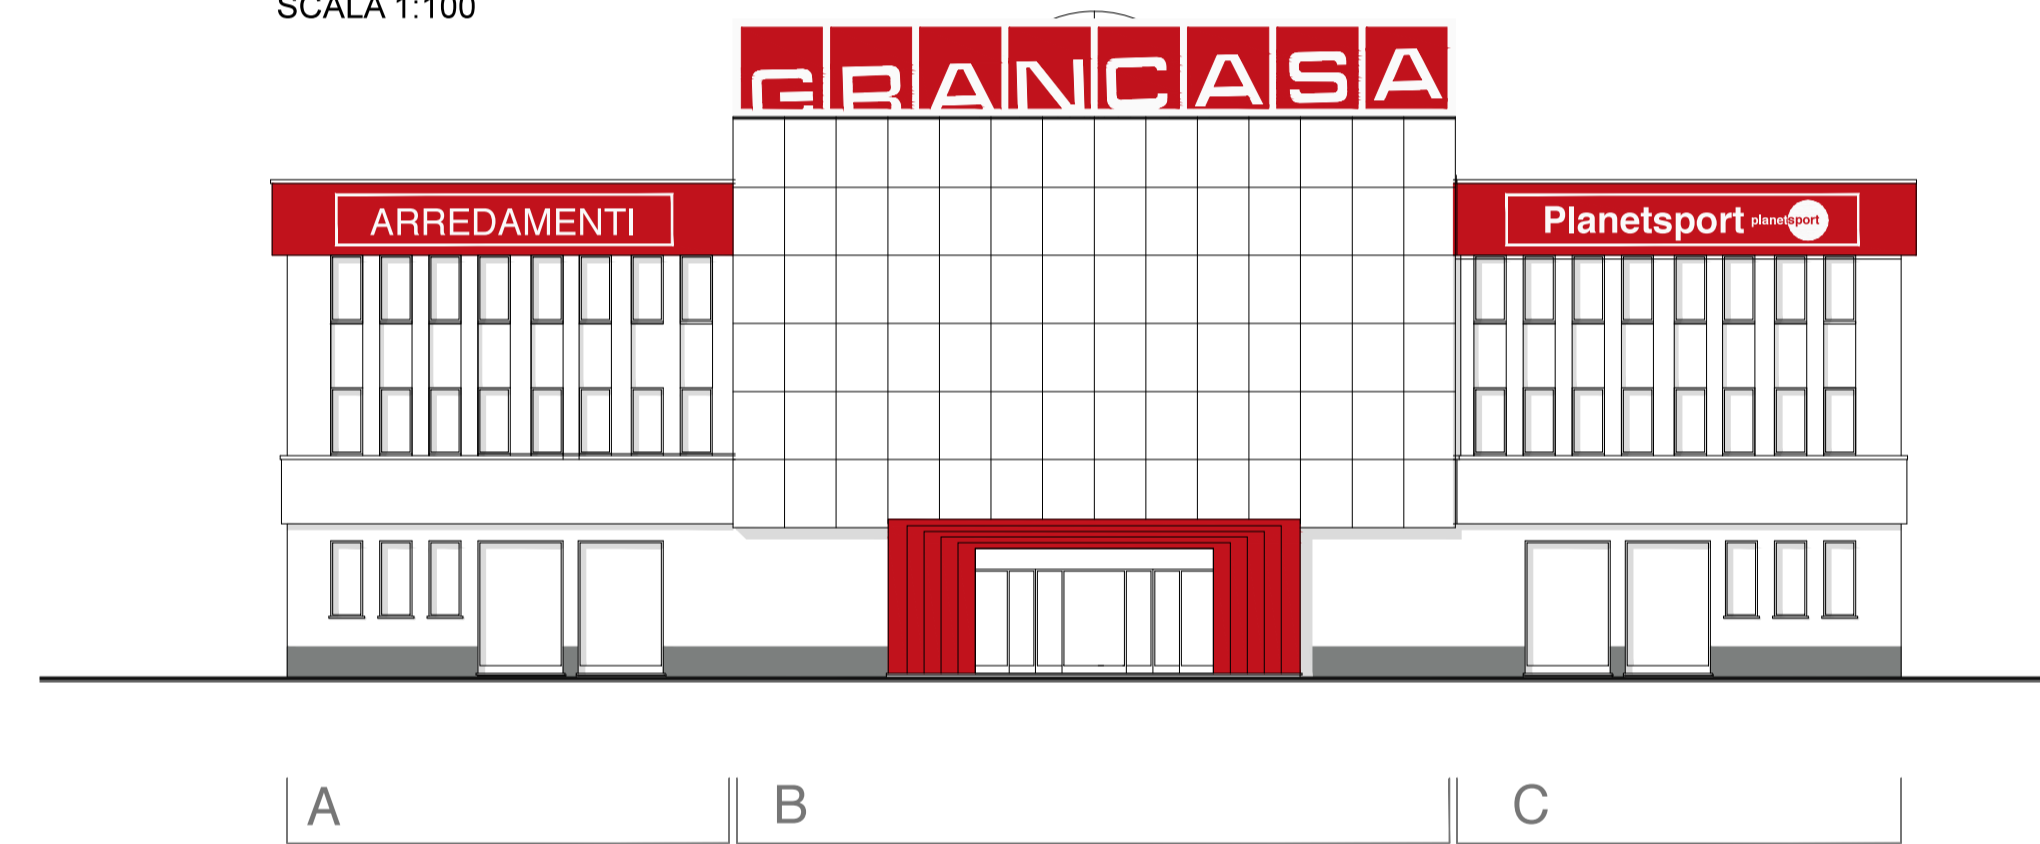 SCALA 1:100
GRANCASA
ARREDAMENTI
Planetsport planetsport
A B C